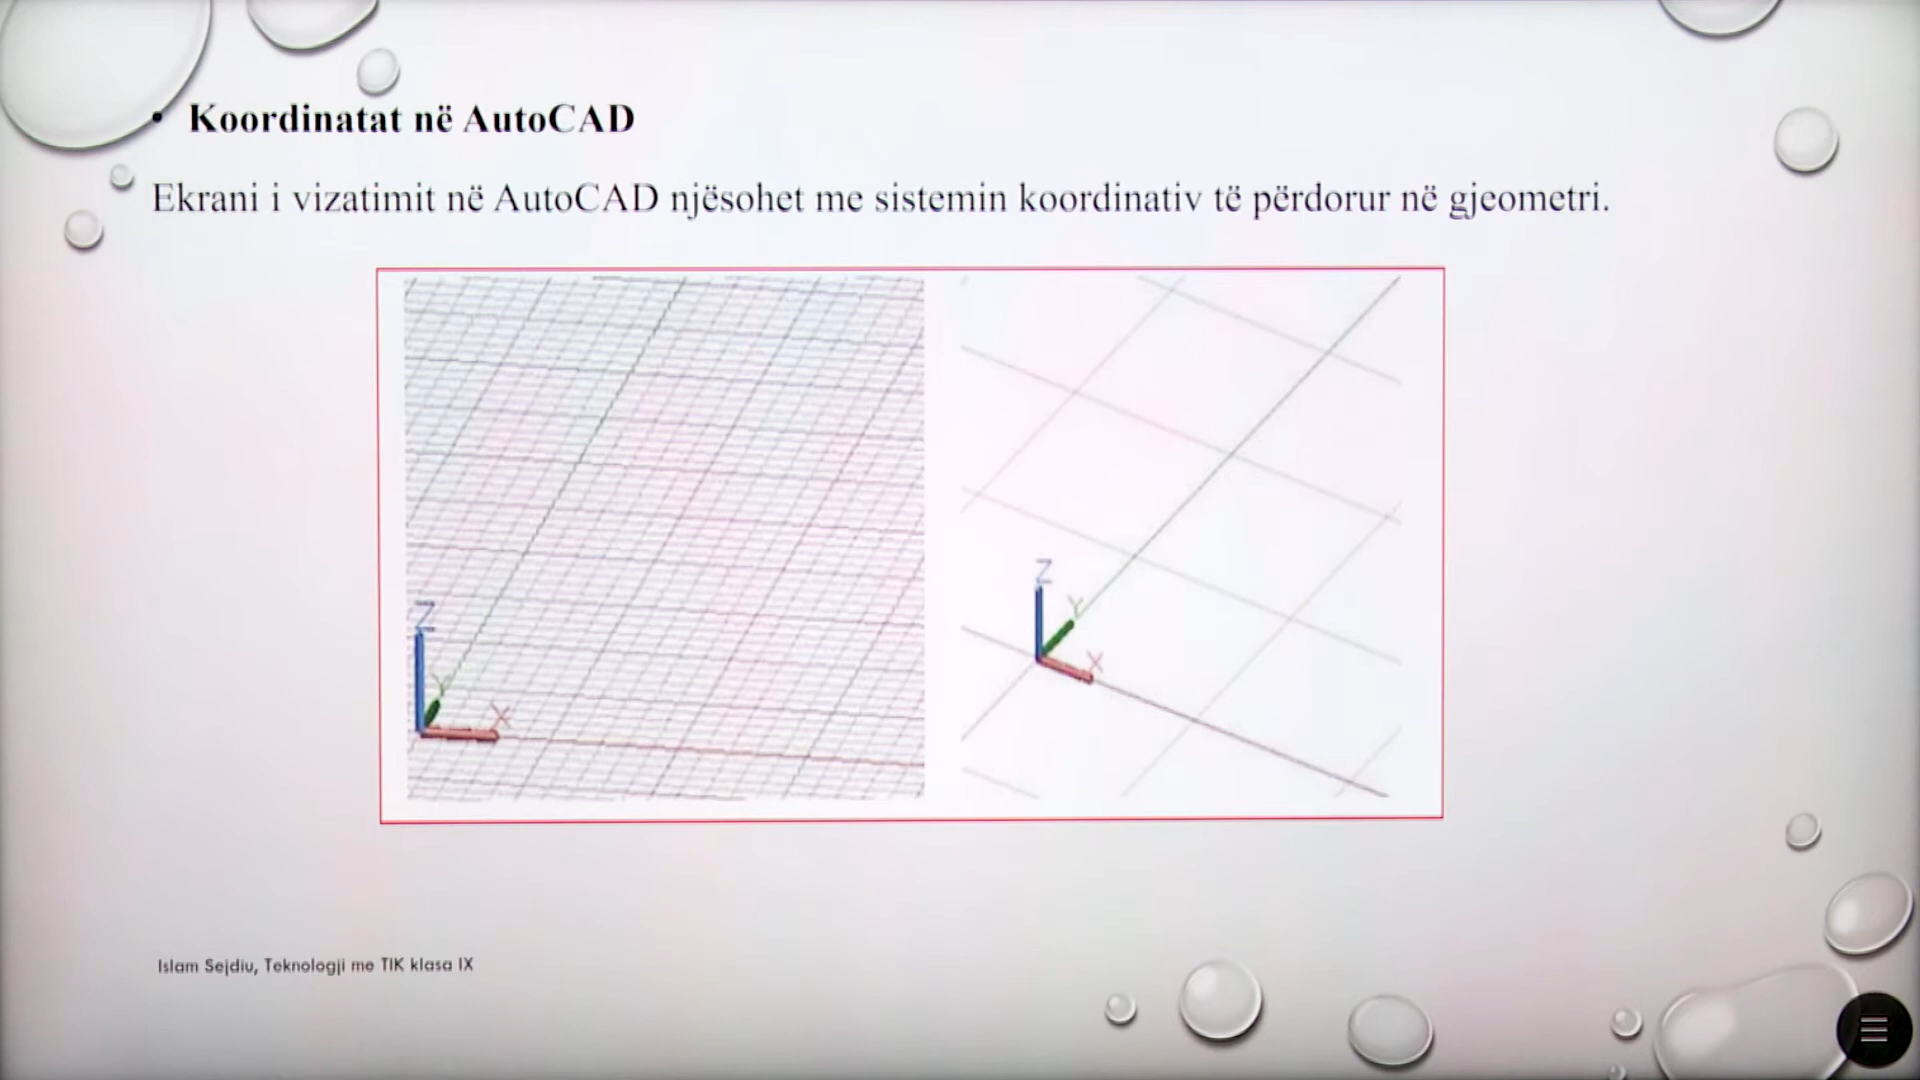 • Koordinatat në AutoCAD
Ekrani i vizatimit në AutoCAD njësohet me sistemin koordinativ të përdorur në gjeometri.
Z
Y
X
Z
Y
X
Islam Sejdiu, Teknologji me TIK klasa IX